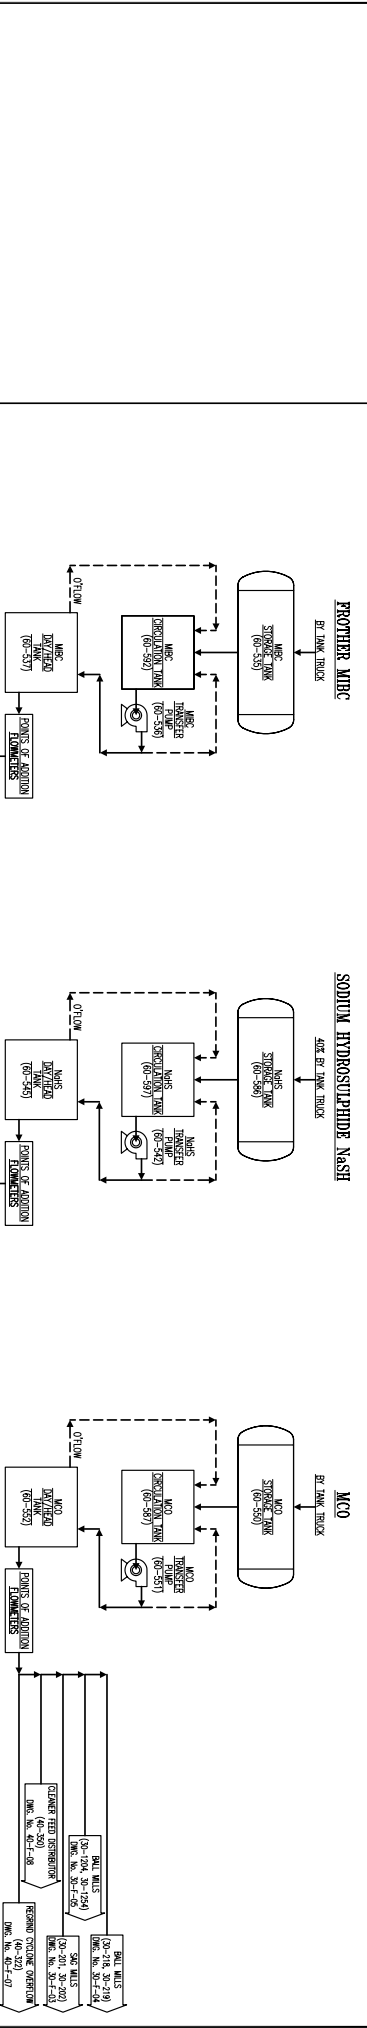 FROTHER MIBC
BY TANK TRUCK
MIBC
STORAGE TANK
(60-535)
MIBC
CIRCULATION TANK
(60-592)
MIBC
TRANSFER
PUMP
(60-536)
O'FLOW
MIBC
DAY/HEAD
TANK
(60-537)
POINTS OF ADDITION
FLOWMETERS
SODIUM HYDROSULPHIDE NaSH
40% BY TANK TRUCK
NaHS
STORAGE TANK
(60-586)
NaHS
CIRCULATION TANK
(60-597)
NaHS
TRANSFER
PUMP
(60-542)
O'FLOW
NaHS
DAY/HEAD
TANK
(60-545)
POINTS OF ADDITION
FLOWMETERS
MCO
BY TANK TRUCK
MCO
STORAGE TANK
(60-550)
MCO
CIRCULATION TANK
(60-587)
MCO
TRANSFER
PUMP
(60-551)
O'FLOW
MCO
DAY/HEAD
TANK
(60-552)
POINTS OF ADDITION
FLOWMETERS
BALL MILLS
(30-218, 30-219)
DWG. No. 30-F-04
BALL MILLS
(30-1204, 30-1254)
DWG. No. 30-F-05
SAG MILLS
(30-201, 30-202)
DWG. No. 30-F-03
CLEANER FEED DISTRIBUTOR
(40-350)
DWG. No. 40-F-08
REGRIND CYCLONE OVERFLOW
(40-322)
DWG. No. 40-F-07